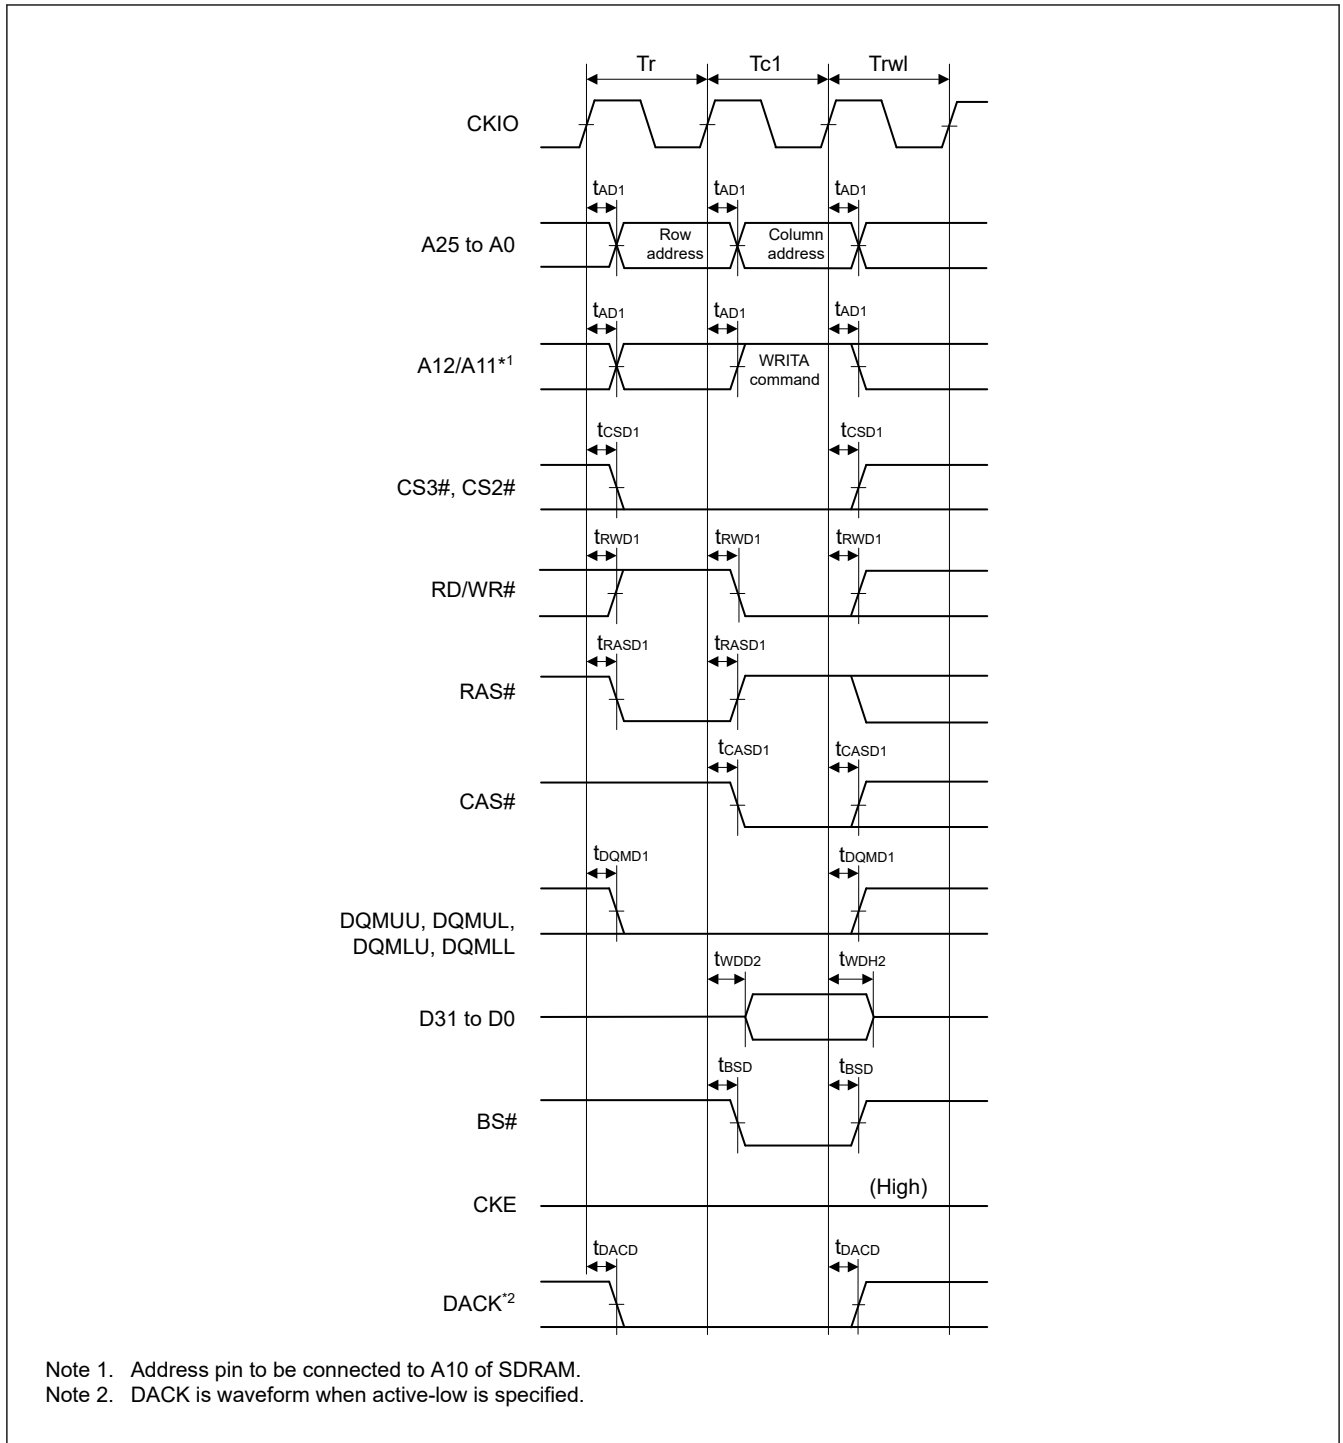 Tr Tc1 Trwl
CKIO
tAD1 tAD1 tAD1
A25 to A0
Row
address
Column
address
tAD1 tAD1 tAD1
A12/A11*1
WRITA
command
tCSD1 tCSD1
CS3#, CS2#
tRWD1 tRWD1 tRWD1
RD/WR#
tRASD1 tRASD1
RAS#
tCASD1 tCASD1
CAS#
tDQMD1 tDQMD1
DQMUU, DQMUL,
DQMLU, DQMLL
tWDD2 tWDH2
D31 to D0
tBSD tBSD
BS#
(High)
CKE
tDACD tDACD
DACK*2
Note 1. Address pin to be connected to A10 of SDRAM.
Note 2. DACK is waveform when active-low is specified.